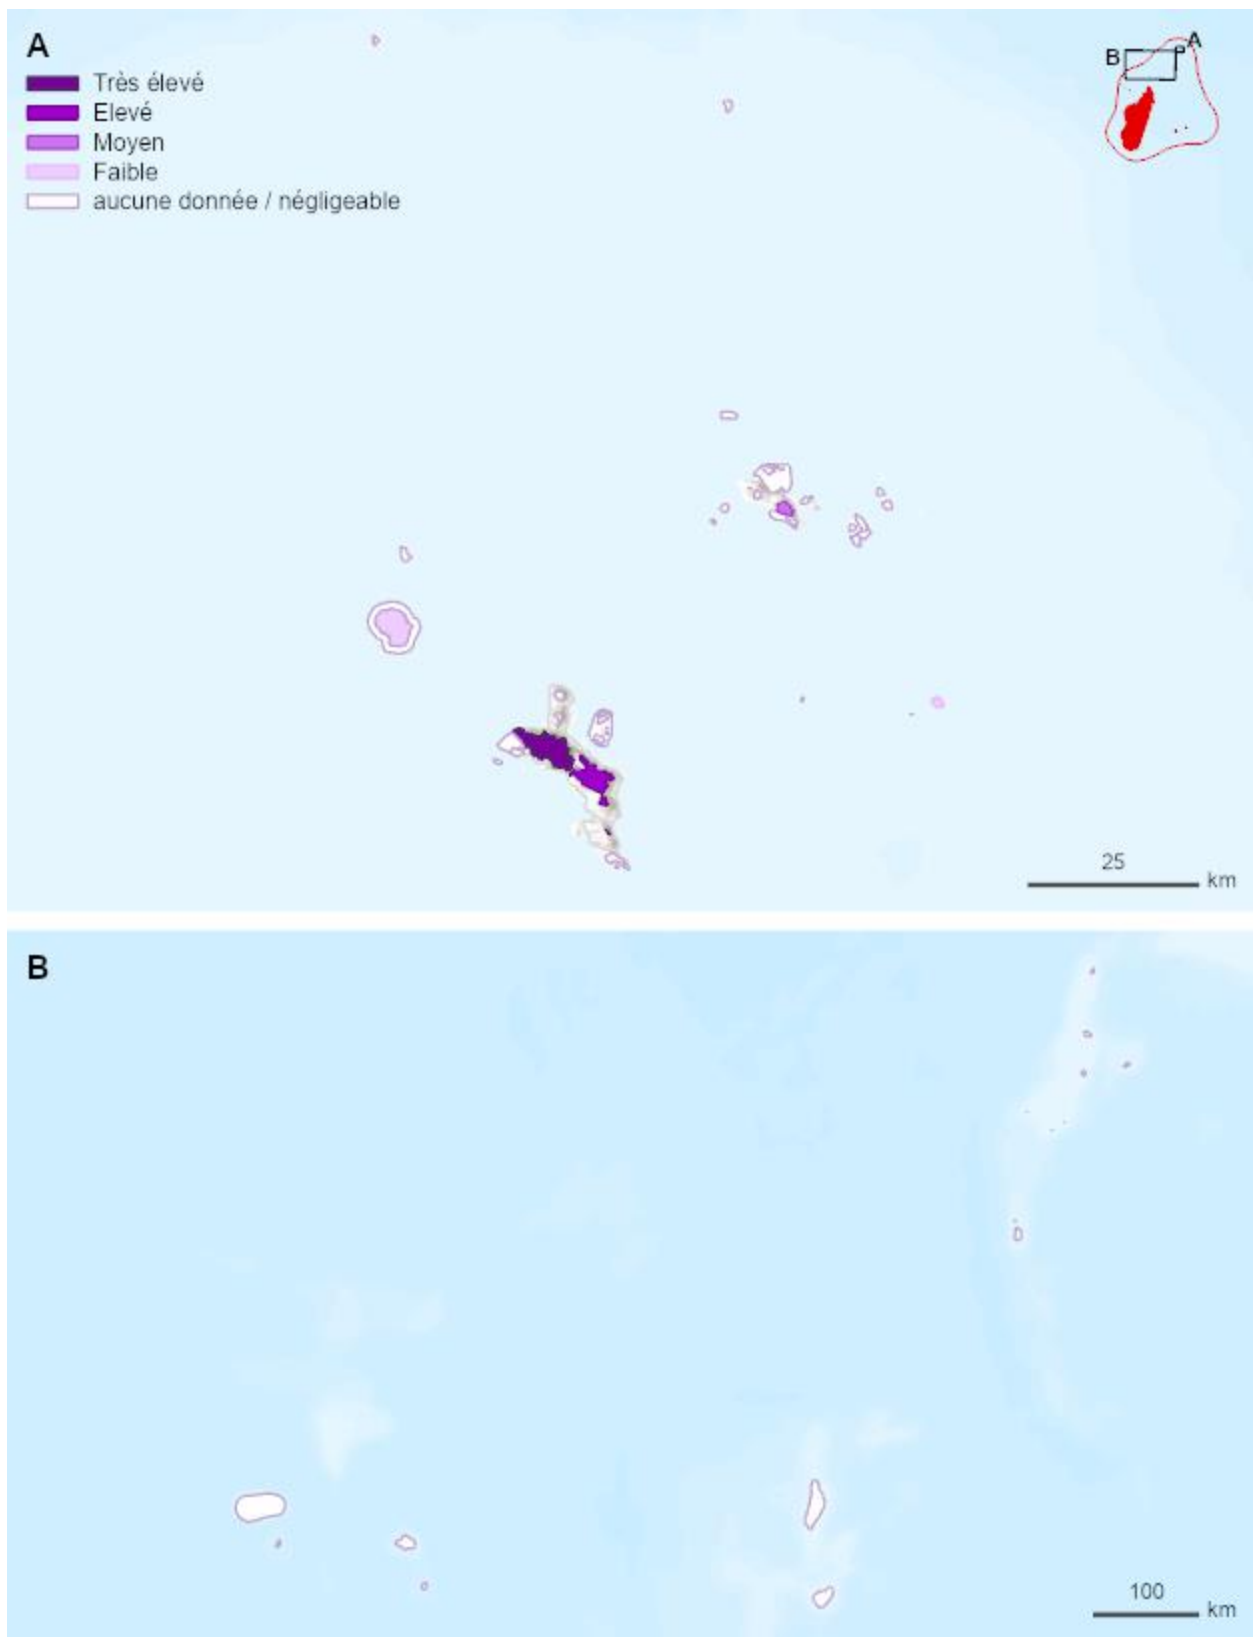 A
Très élevé
Elevé
Moyen
Faible
aucune donnée / négligeable
A
B
25
km
B
100
km